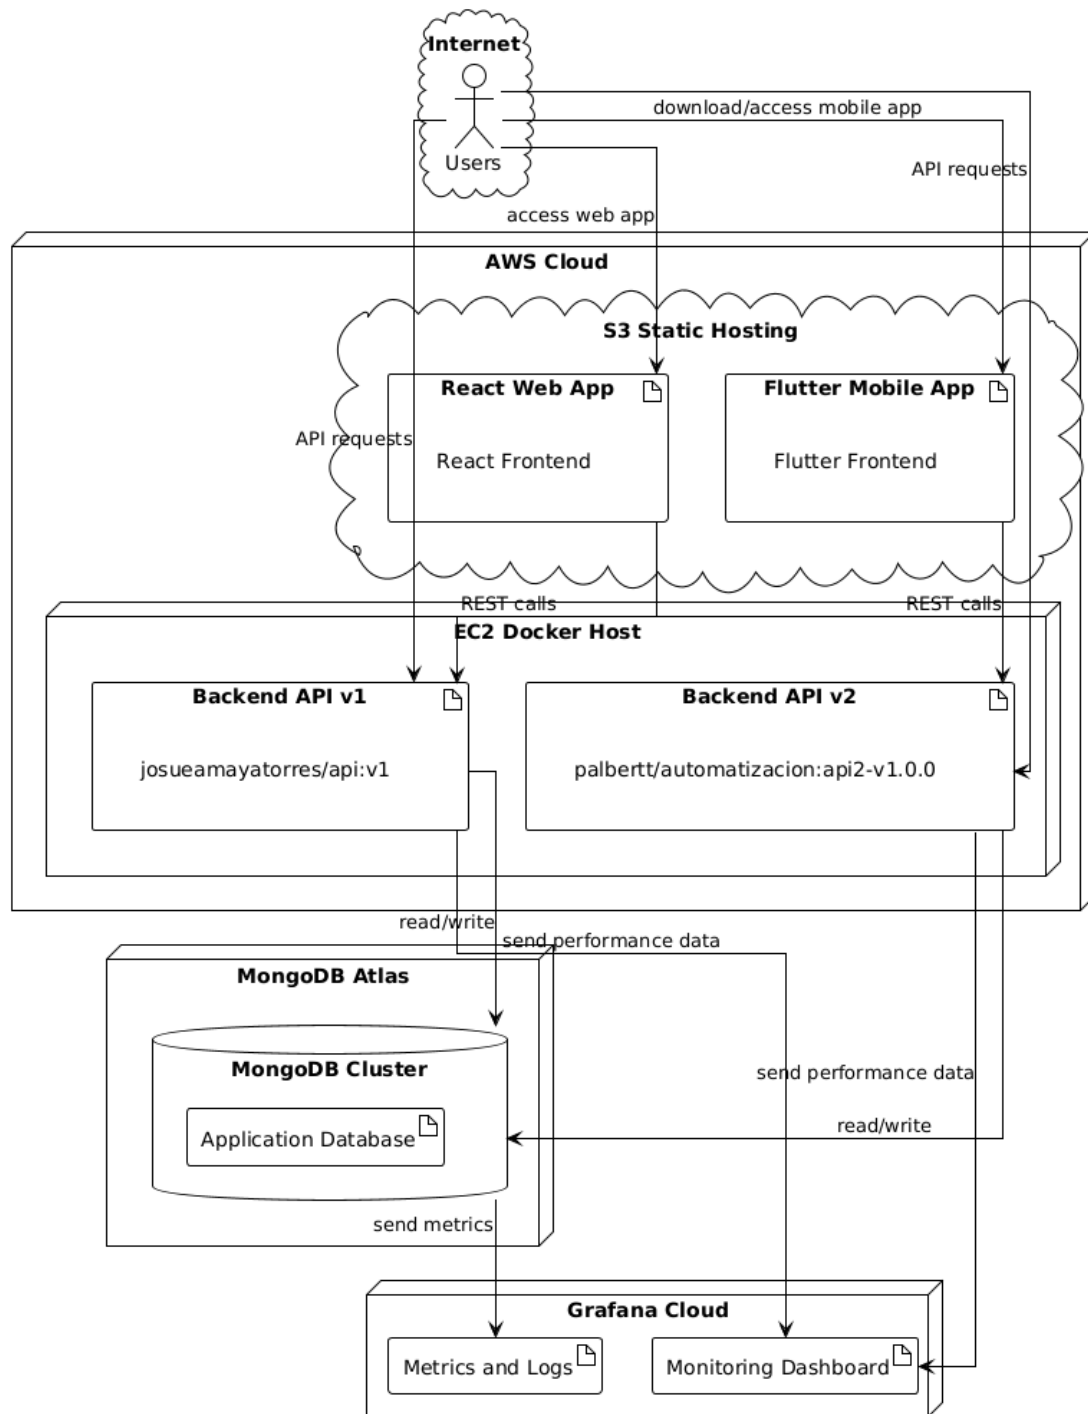 Internet
Users
download/access mobile app
API requests
access web app
AWS Cloud
S3 Static Hosting
React Web App
Flutter Mobile App
API requests
React Frontend
Flutter Frontend
REST calls
REST calls
EC2 Docker Host
Backend API v1
Backend API v2
josueamayatorres/api:v1
palbertt/automatizacion:api2-v1.0.0
read/write
send performance data
MongoDB Atlas
MongoDB Cluster
send performance data
Application Database
read/write
send metrics
Grafana Cloud
Metrics and Logs
Monitoring Dashboard